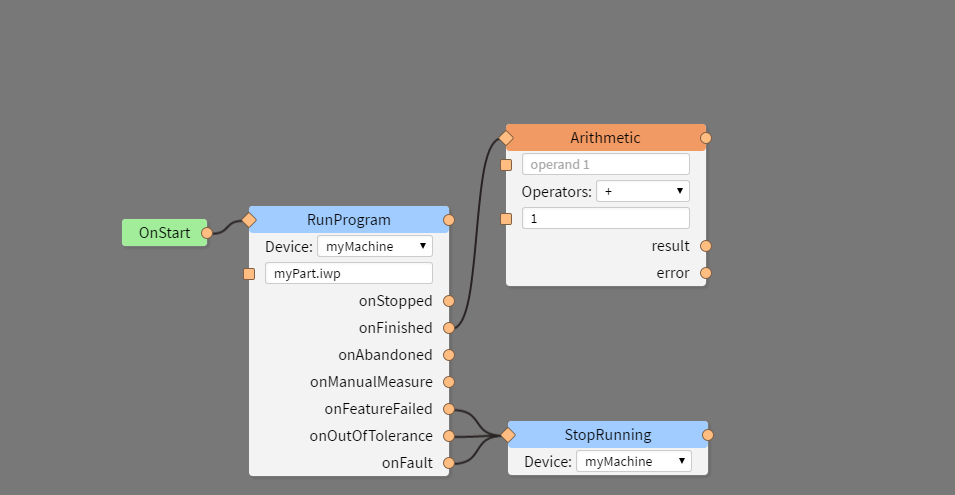 OnStart
RunProgram
Device: myMachine
myPart.iwp
onStopped
onFinished
onAbandoned
onManualMeasure
onFeatureFailed
onOutOfTolerance
onFault
Arithmetic
operand 1
Operators: +
1
result
error
StopRunning
Device: myMachine